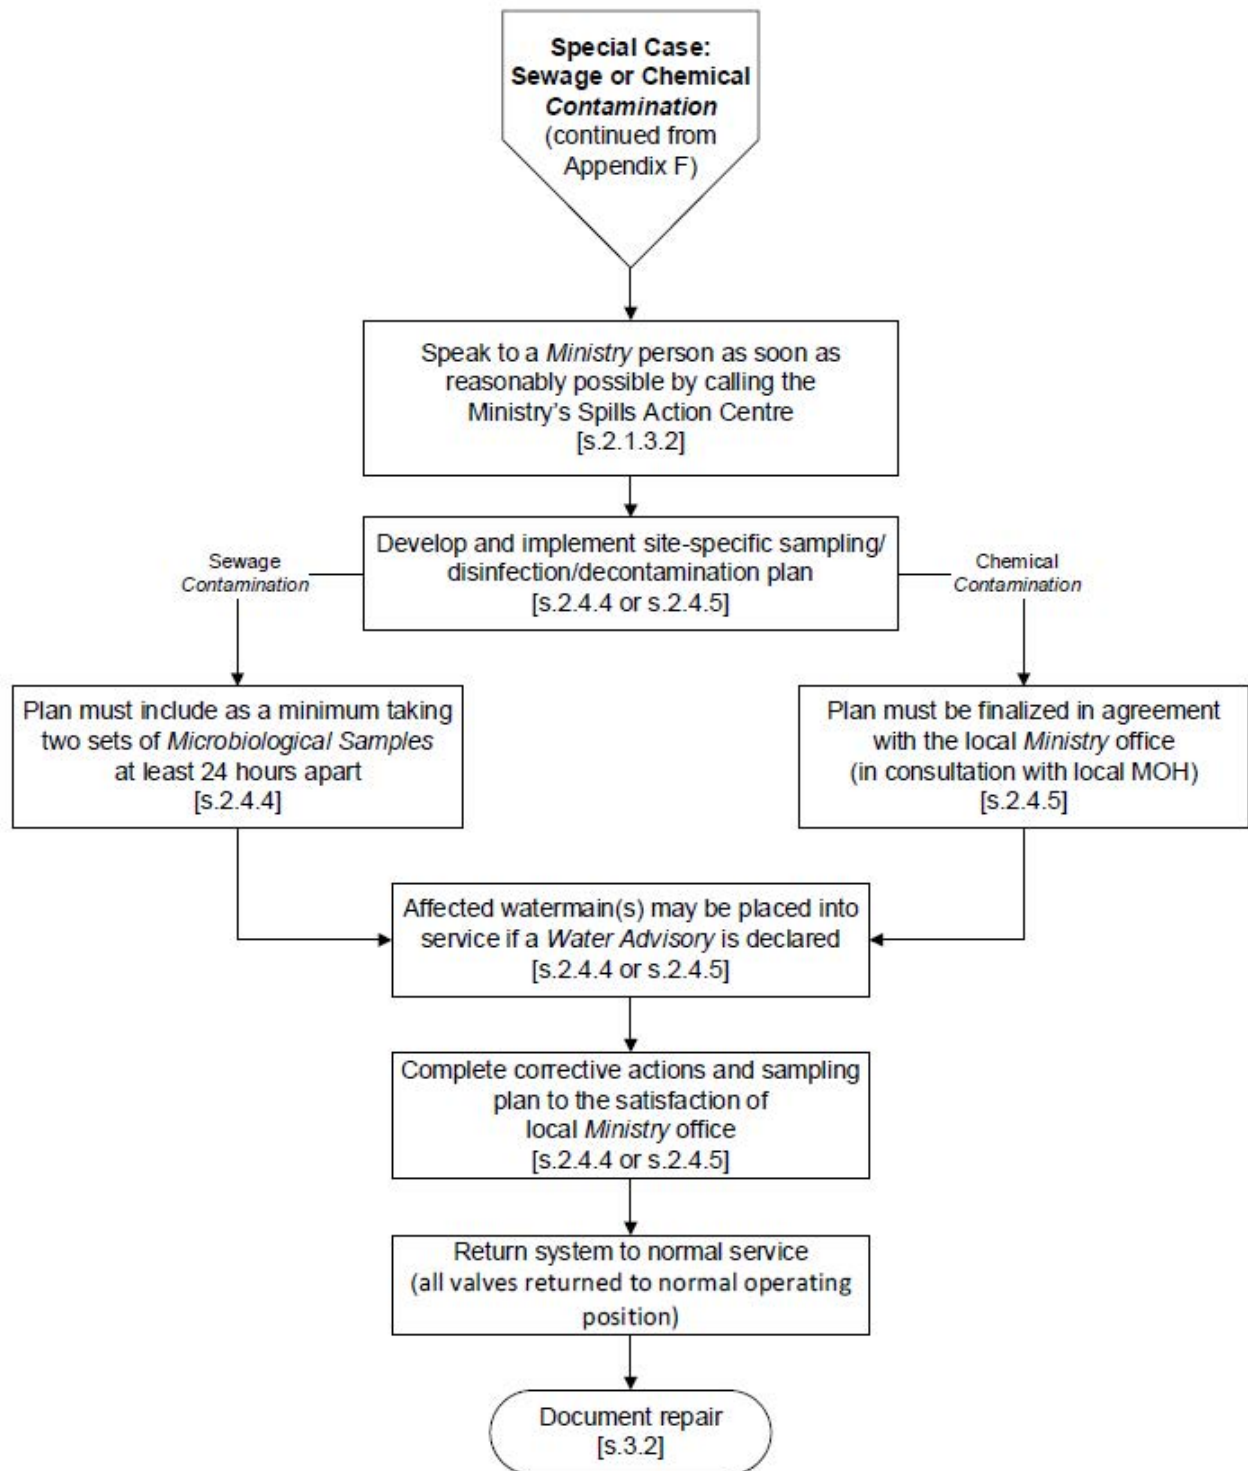 Special Case:
Sewage or Chemical
Contamination
(continued from
Appendix F)
Speak to a Ministry person as soon as
reasonably possible by calling the
Ministry's Spills Action Centre
[s.2.1.3.2]
Develop and implement site-specific sampling/
disinfection/decontamination plan
[s.2.4.4 or s.2.4.5]
Sewage
Contamination
Chemical
Contamination
Plan must include as a minimum taking
two sets of Microbiological Samples
at least 24 hours apart
[s.2.4.4]
Plan must be finalized in agreement
with the local Ministry office
(in consultation with local MOH)
[s.2.4.5]
Affected watermain(s) may be placed into
service if a Water Advisory is declared
[s.2.4.4 or s.2.4.5]
Complete corrective actions and sampling
plan to the satisfaction of
local Ministry office
[s.2.4.4 or s.2.4.5]
Return system to normal service
(all valves returned to normal operating
position)
Document repair
[s.3.2]